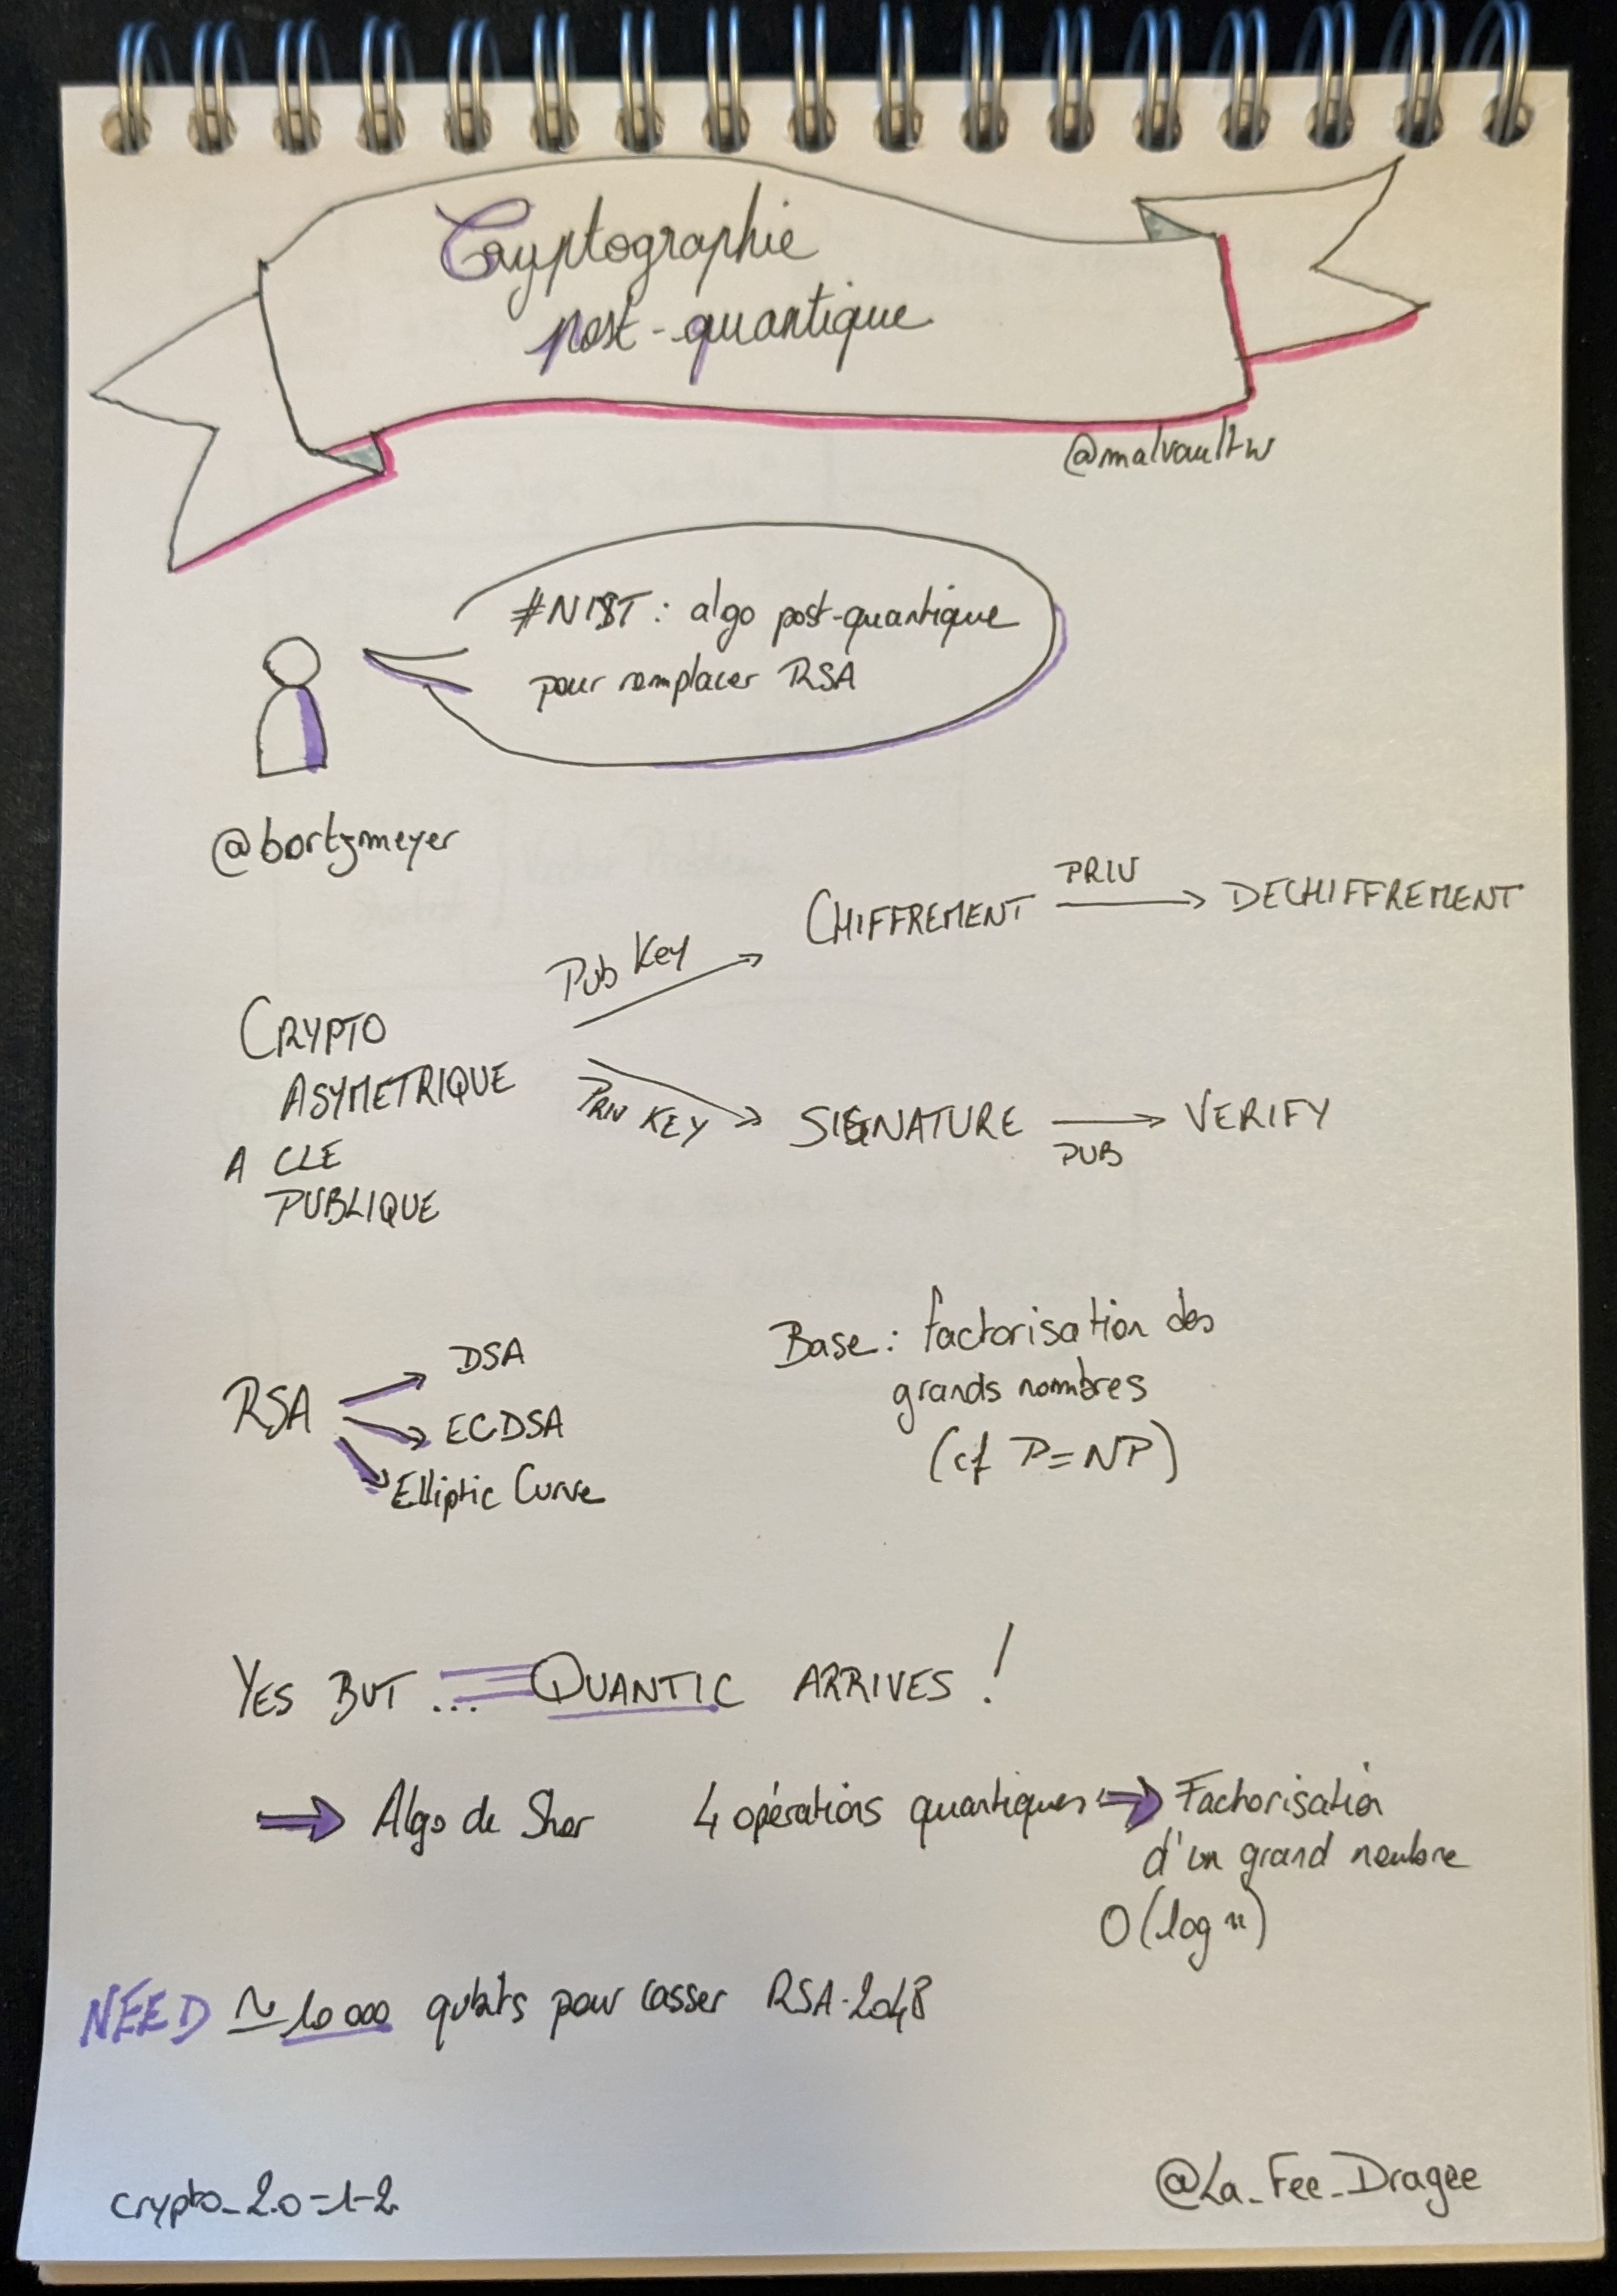 Cryptographie
post-quantique
@malvaultw
#NIST : algo post-quantique
pour remplacer RSA
@bortzmeyer
CRYPTO
ASYMETRIQUE
A CLE
PUBLIQUE
Pub Key
CHIFFREMENT
PRIV
DECHIFFREMENT
PRIV KEY
SIGNATURE
PUB
VERIFY
RSA
DSA
ECDSA
Elliptic Curve
Base : factorisation des
grands nombres
(cf P=NP)
YES BUT ... QUANTIC ARRIVES !
Algo de Shor
4 opérations quantiques
Factorisation
d'un grand nombre
O(log n)
NEED ~ 10 000 qubits pour casser RSA-2048
crypto_2.0-1-2
@La_Fee_Dragee